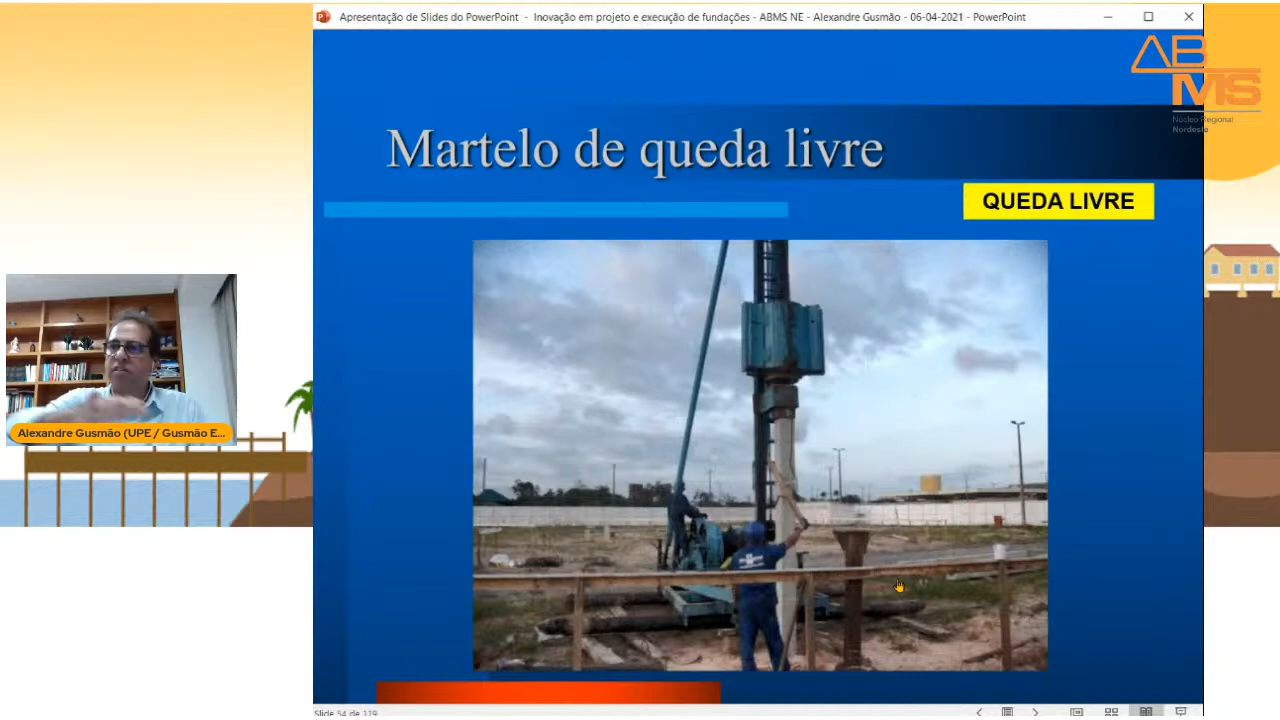 Apresentação de Slides do PowerPoint - Inovação em projeto e execução de fundações - ABMS NE - Alexandre Gusmão - 06-04-2021 - PowerPoint
ABMS
Núcleo Regional
Nordeste
Martelo de queda livre
QUEDA LIVRE
Alexandre Gusmão (UPE / Gusmão E...
Slide 54 de 119